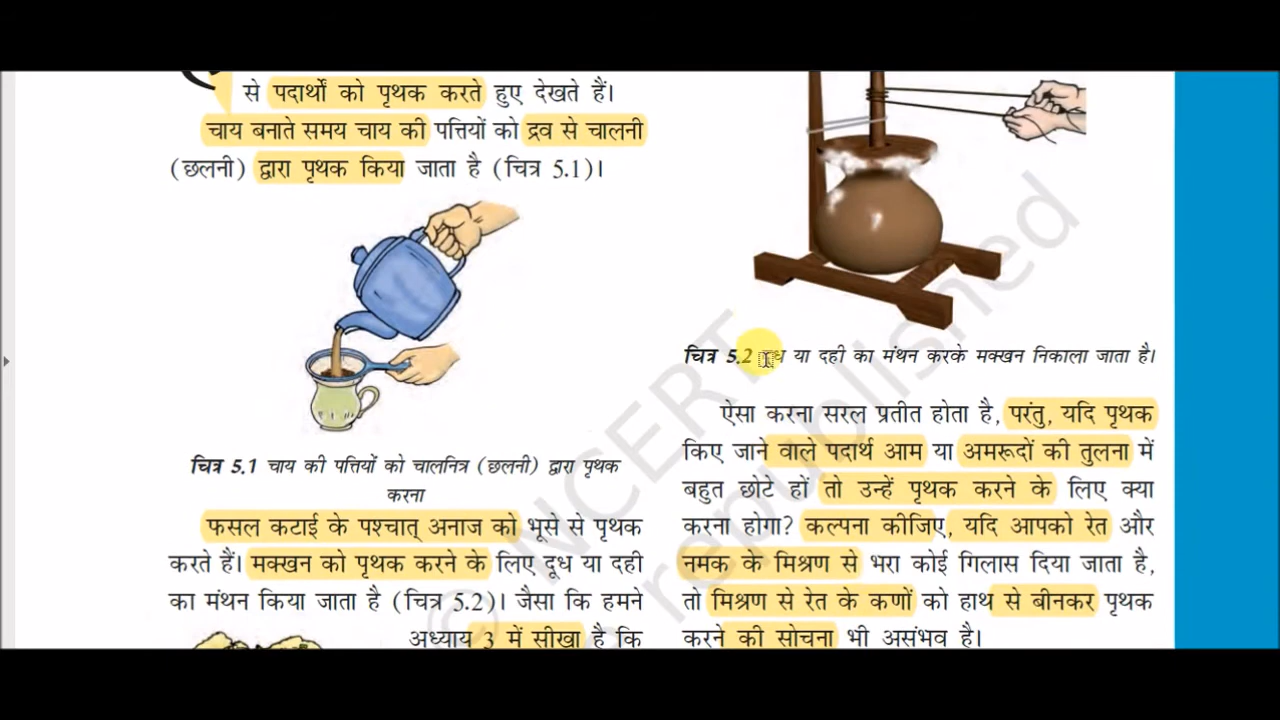 से पदार्थों को पृथक करते हुए देखते हैं।
चाय बनाते समय चाय की पत्तियों को द्रव से चालनी
(छलनी) द्वारा पृथक किया जाता है (चित्र 5.1)।
चित्र 5.1 चाय की पत्तियों को चालनित्र (छलनी) द्वारा पृथक
करना
फसल कटाई के पश्चात् अनाज को भूसे से पृथक
करते हैं। मक्खन को पृथक करने के लिए दूध या दही
का मंथन किया जाता है (चित्र 5.2)। जैसा कि हमने
अध्याय 3 में सीखा है कि
चित्र 5.2 दूध या दही का मंथन करके मक्खन निकाला जाता है।
ऐसा करना सरल प्रतीत होता है, परंतु, यदि पृथक
किए जाने वाले पदार्थ आम या अमरूदों की तुलना में
बहुत छोटे हों तो उन्हें पृथक करने के लिए क्या
करना होगा? कल्पना कीजिए, यदि आपको रेत और
नमक के मिश्रण से भरा कोई गिलास दिया जाता है,
तो मिश्रण से रेत के कणों को हाथ से बीनकर पृथक
करने की सोचना भी असंभव है।
© NCERT
republished